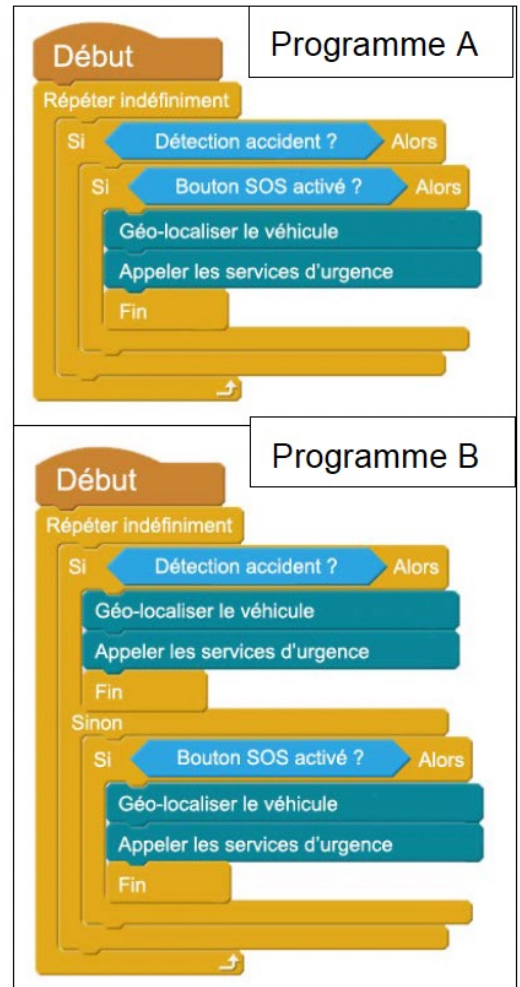 Programme A
Début
Répéter indéfiniment
Si Détection accident ? Alors
Si Bouton SOS activé ? Alors
Géo-localiser le véhicule
Appeler les services d'urgence
Fin
Programme B
Début
Répéter indéfiniment
Si Détection accident ? Alors
Géo-localiser le véhicule
Appeler les services d'urgence
Fin
Sinon
Si Bouton SOS activé ? Alors
Géo-localiser le véhicule
Appeler les services d'urgence
Fin